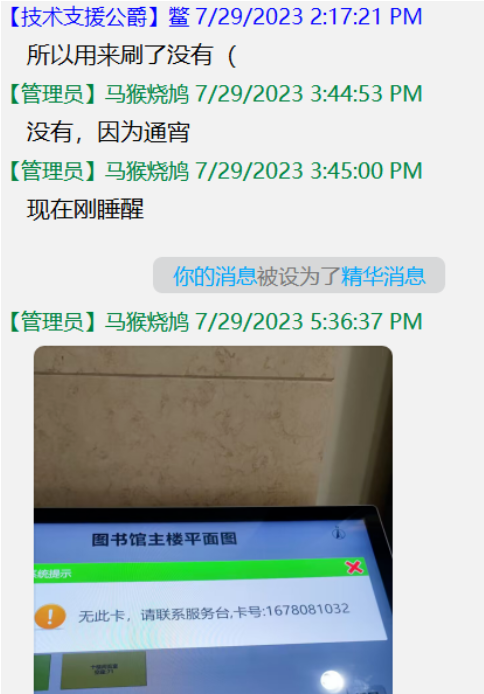 【技术支援公爵】鳖 7/29/2023 2:17:21 PM
所以用来刷了没有（
【管理员】马猴烧鸠 7/29/2023 3:44:53 PM
没有，因为通宵
【管理员】马猴烧鸠 7/29/2023 3:45:00 PM
现在刚睡醒
你的消息被设为了精华消息
【管理员】马猴烧鸠 7/29/2023 5:36:37 PM
图书馆主楼平面图
系统提示
无此卡，请联系服务台,卡号:1678081032